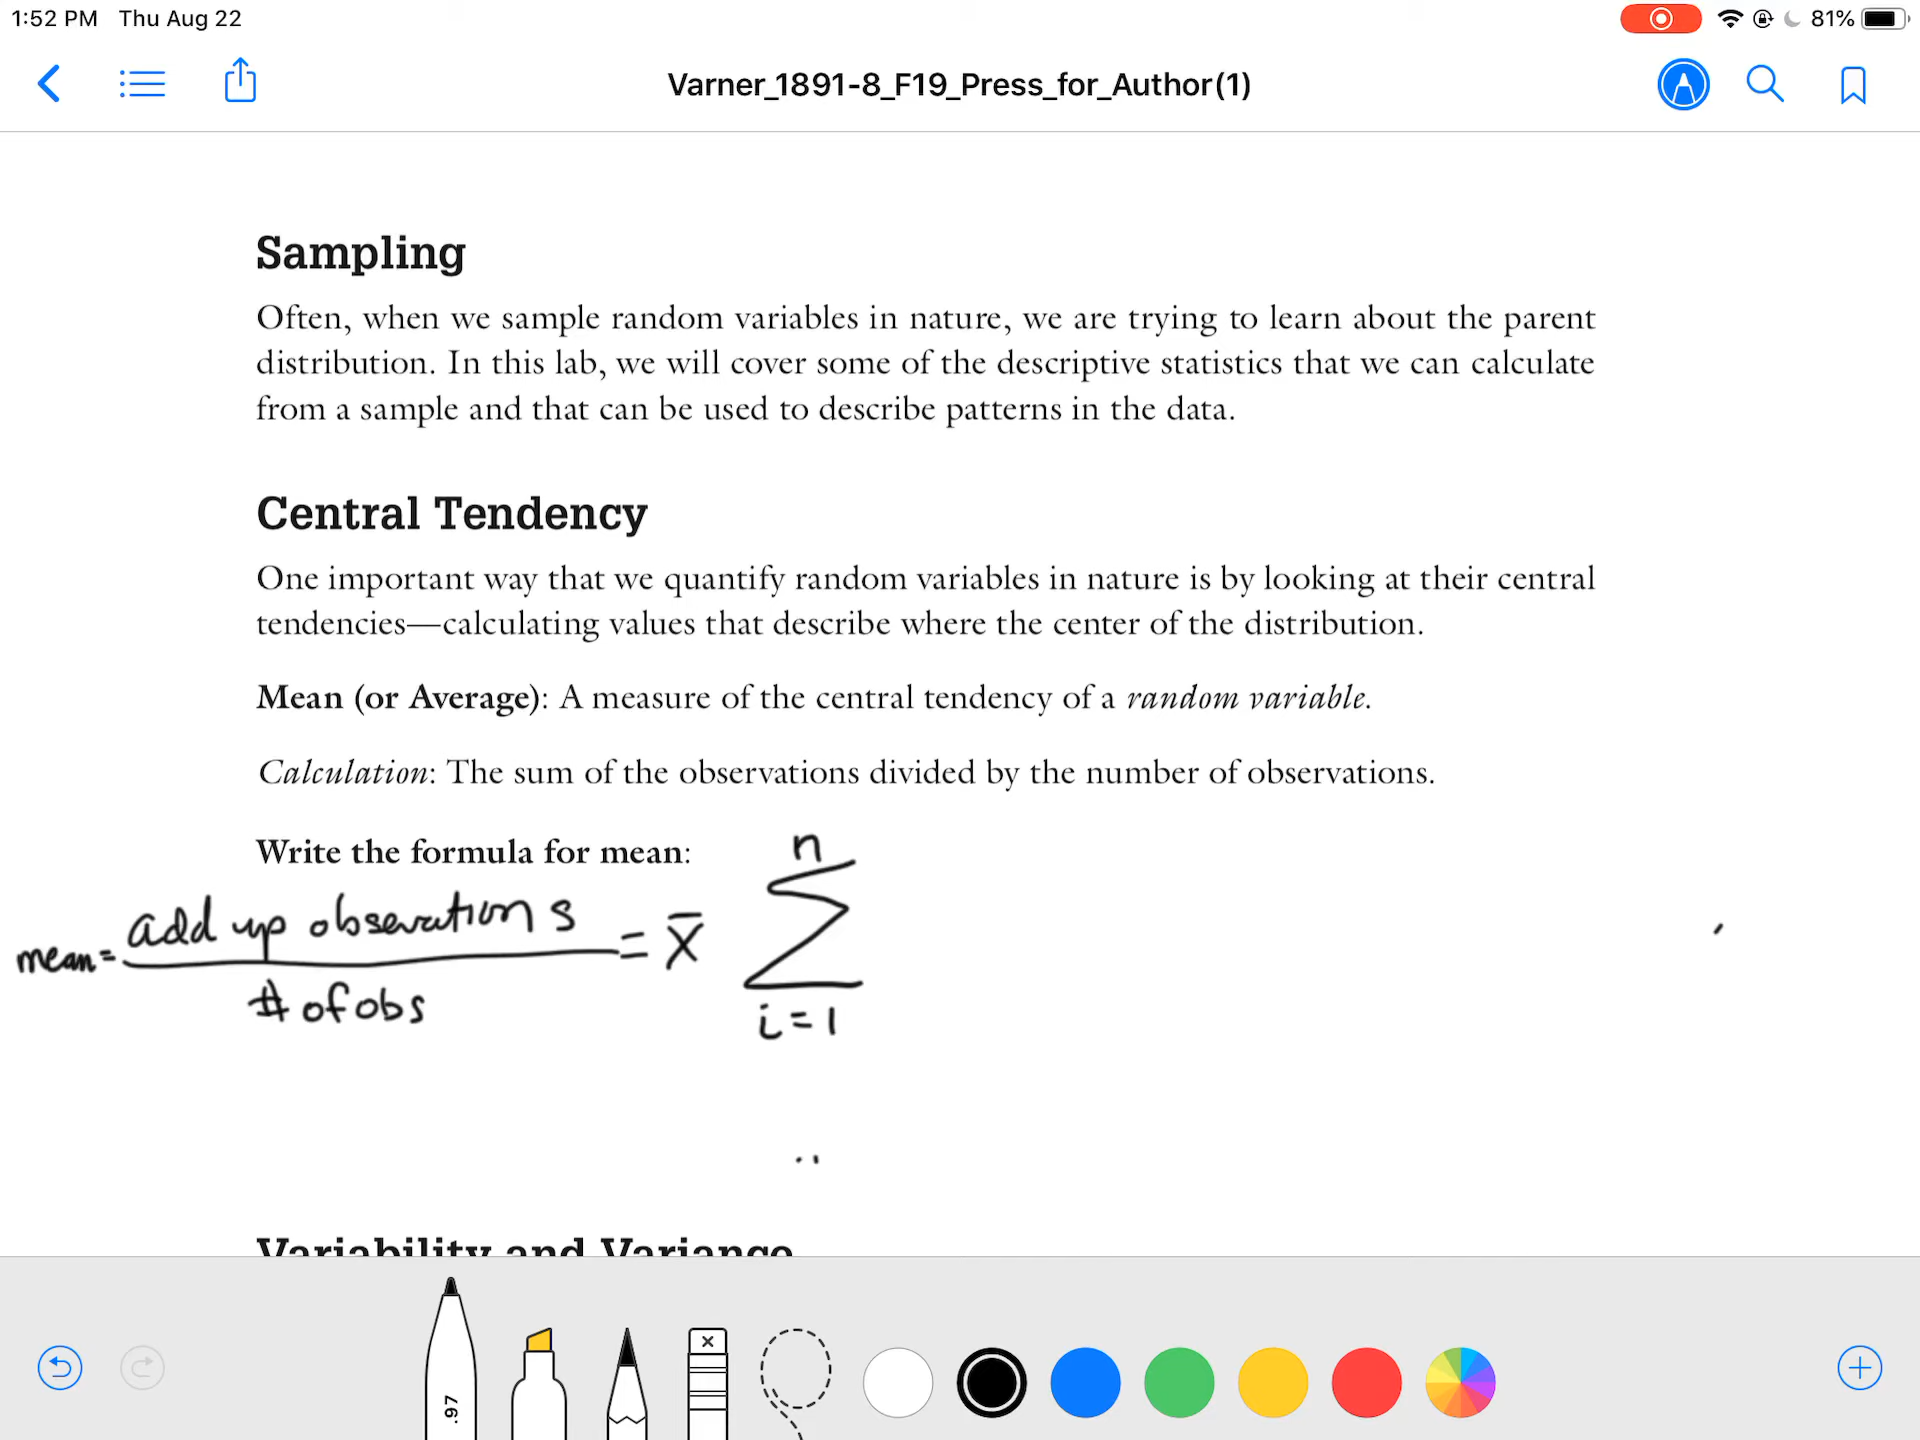 1:52 PM Thu Aug 22
81%
Varner_1891-8_F19_Press_for_Author(1)
Sampling
Often, when we sample random variables in nature, we are trying to learn about the parent
distribution. In this lab, we will cover some of the descriptive statistics that we can calculate
from a sample and that can be used to describe patterns in the data.
Central Tendency
One important way that we quantify random variables in nature is by looking at their central
tendencies—calculating values that describe where the center of the distribution.
Mean (or Average): A measure of the central tendency of a random variable.
Calculation: The sum of the observations divided by the number of observations.
Write the formula for mean:
n
add up observations
mean = = x̄ Σ
# of obs
i = 1
Variability and Variance
.97